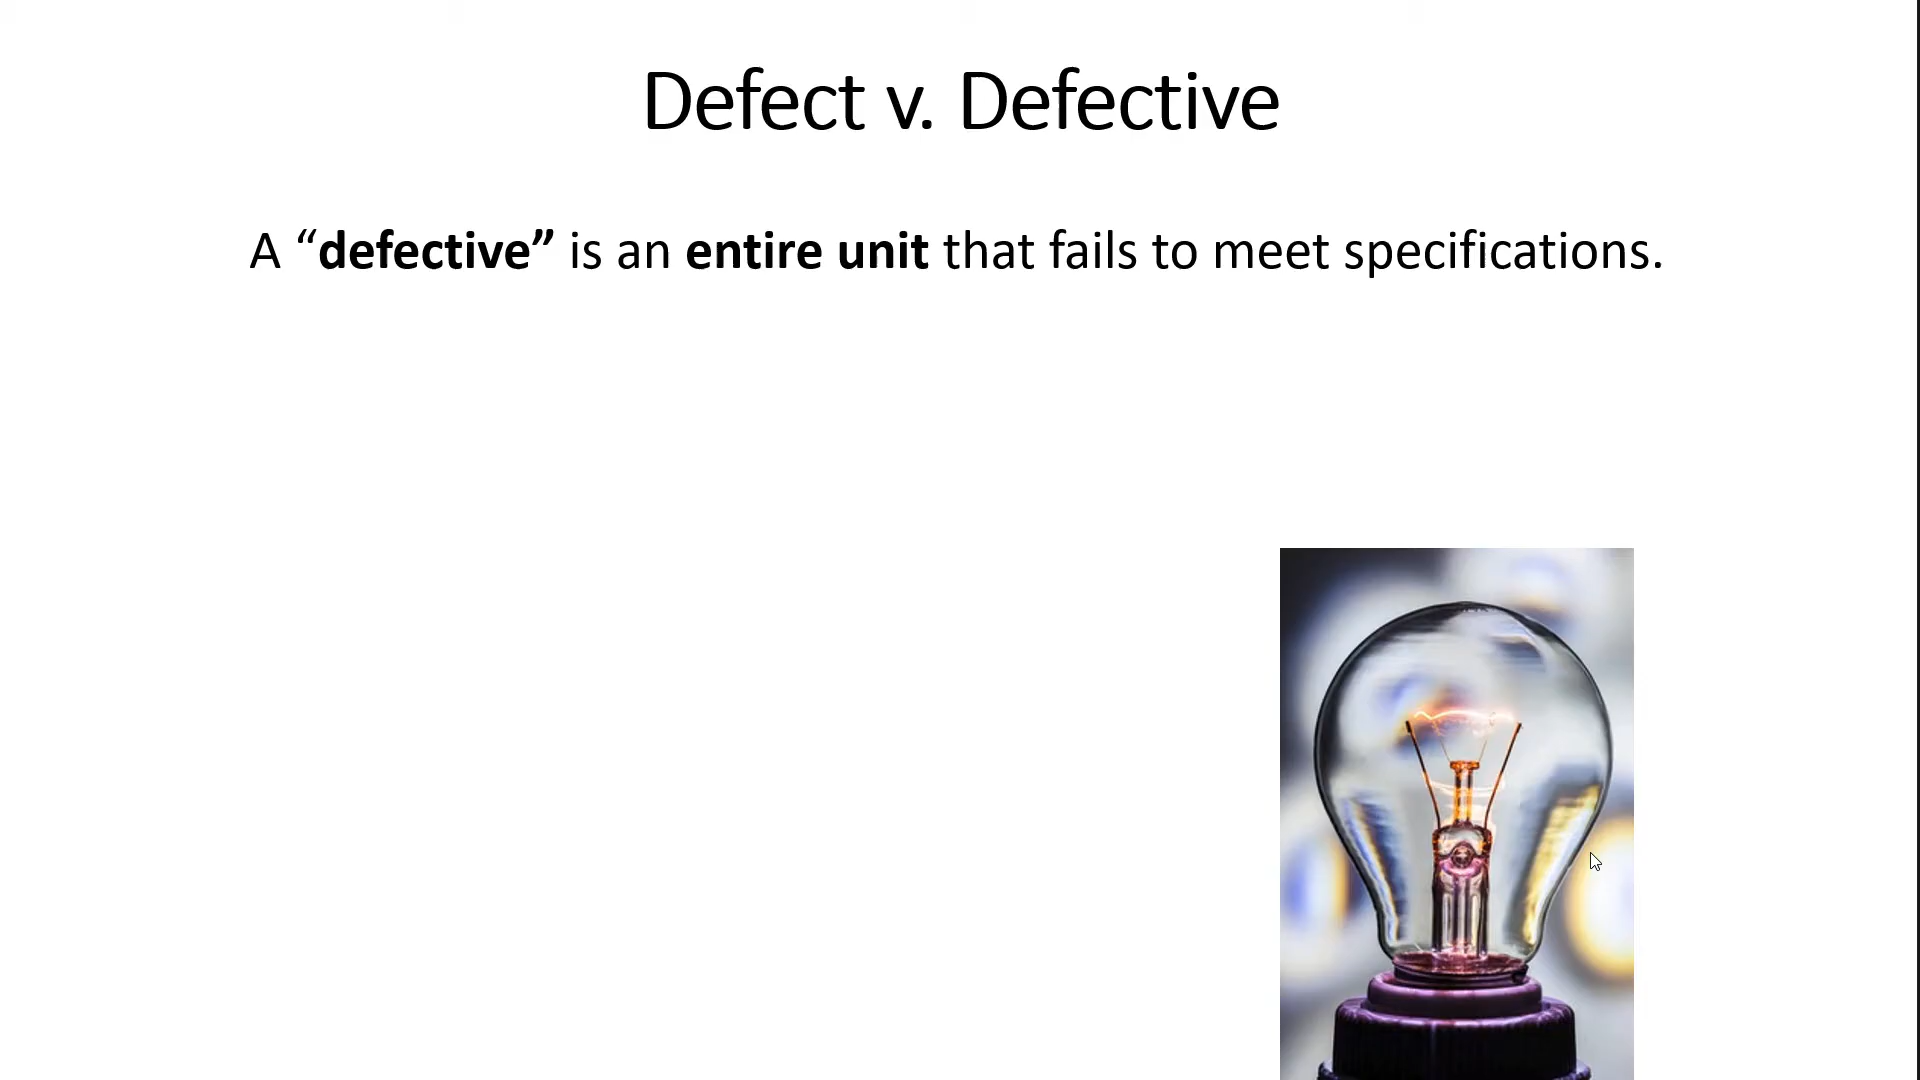 Defect v. Defective
A “defective” is an entire unit that fails to meet specifications.